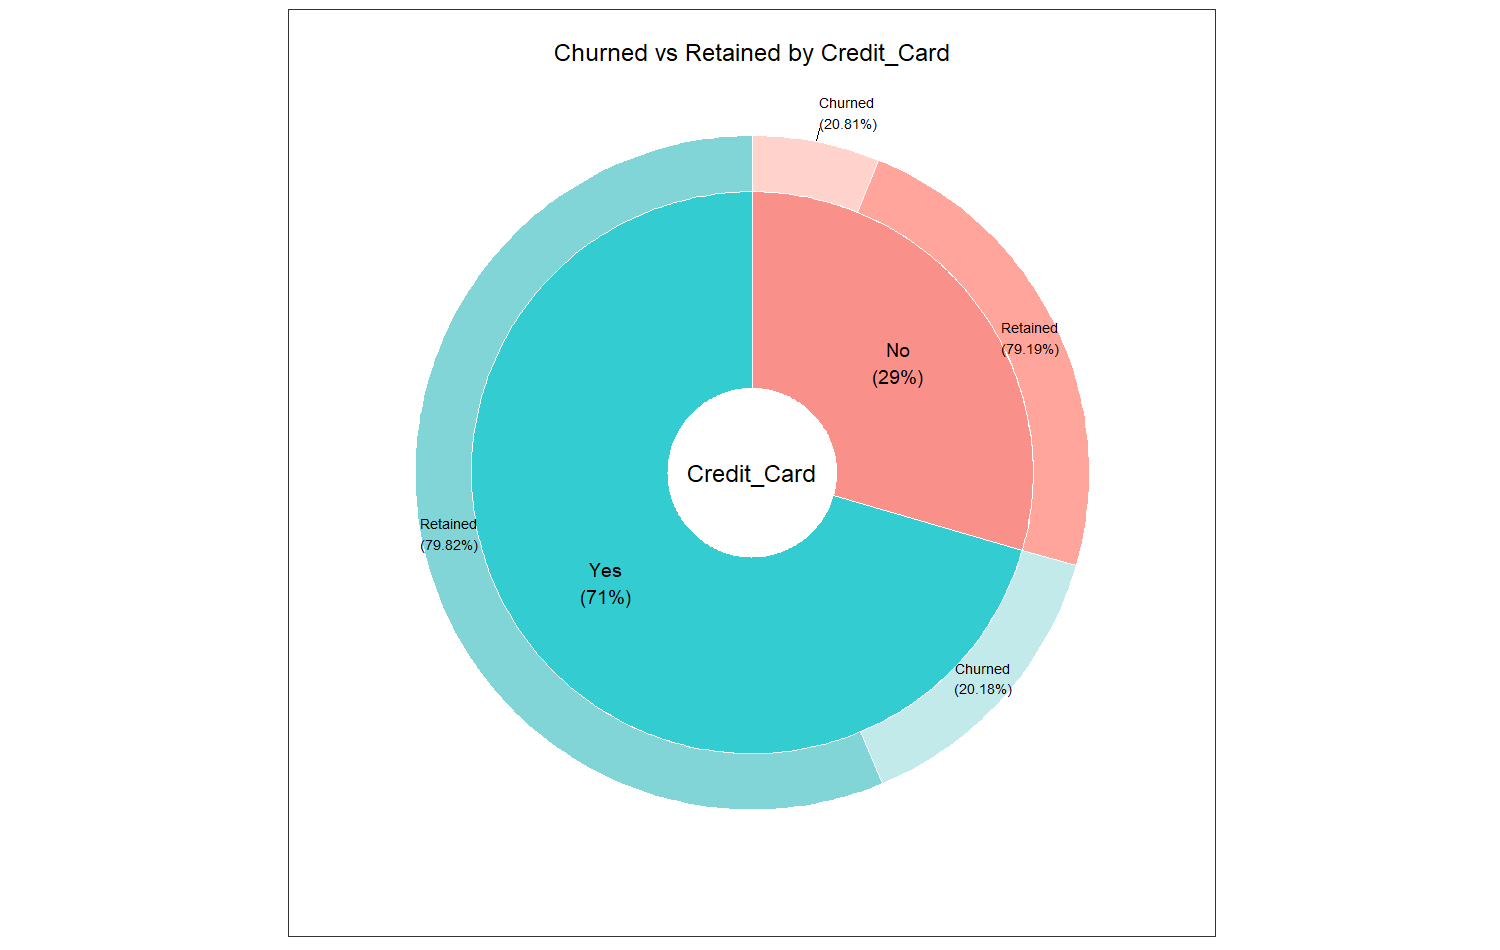 Churned vs Retained by Credit_Card
Churned
(20.81%)
Retained
(79.19%)
No
(29%)
Credit_Card
Retained
(79.82%)
Yes
(71%)
Churned
(20.18%)